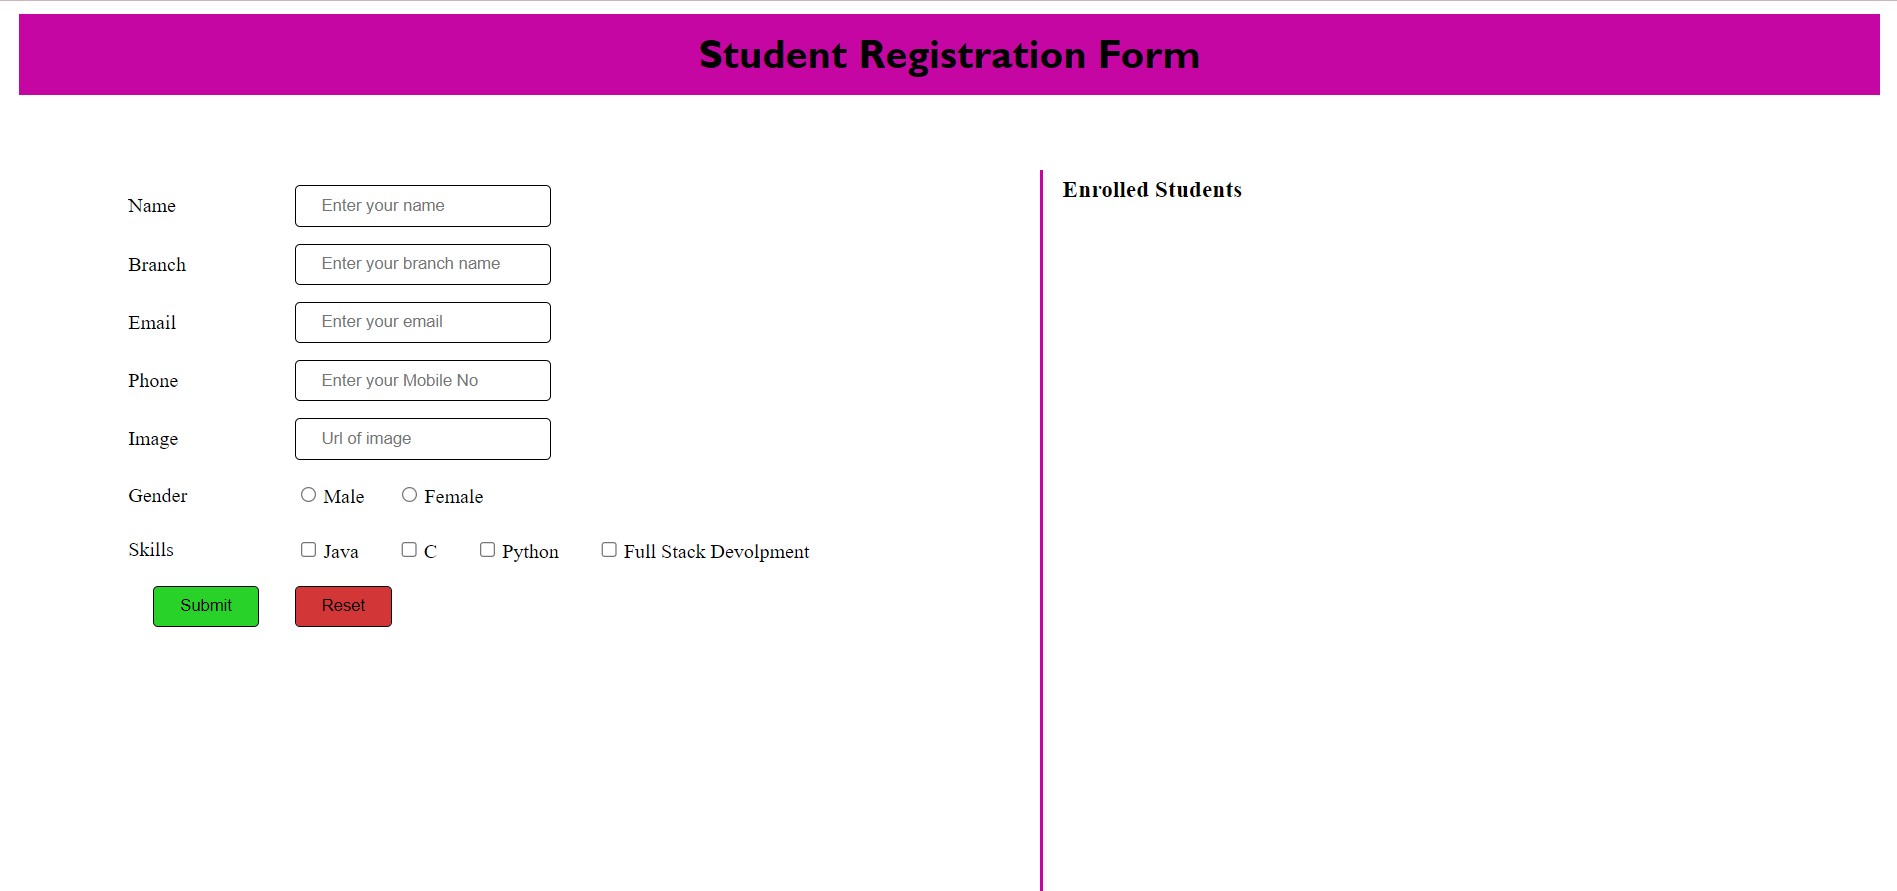 Student Registration Form
Name Enter your name
Branch Enter your branch name
Email Enter your email
Phone Enter your Mobile No
Image Url of image
Gender Male Female
Skills Java C Python Full Stack Devolpment
Submit Reset
Enrolled Students